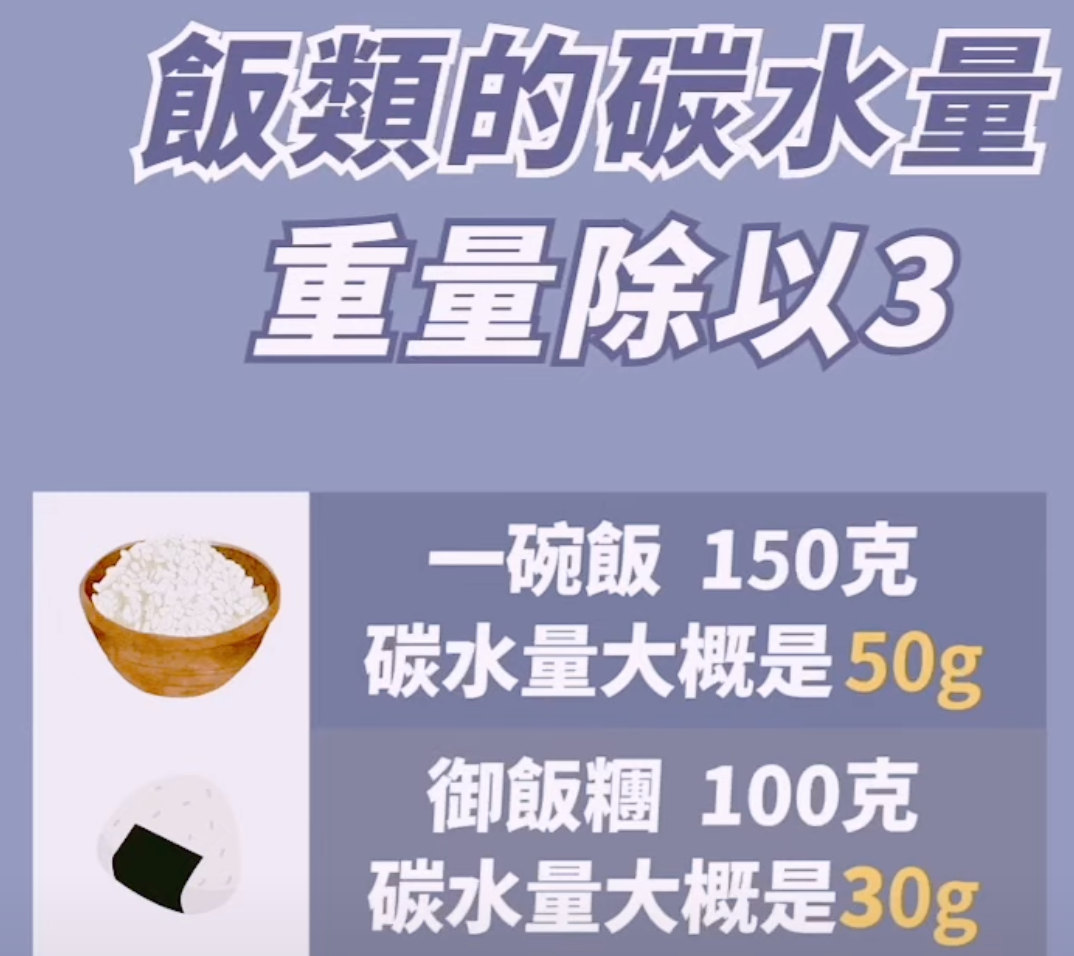 飯類的碳水量
重量除以3
一碗飯 150克
碳水量大概是50g
御飯糰 100克
碳水量大概是30g